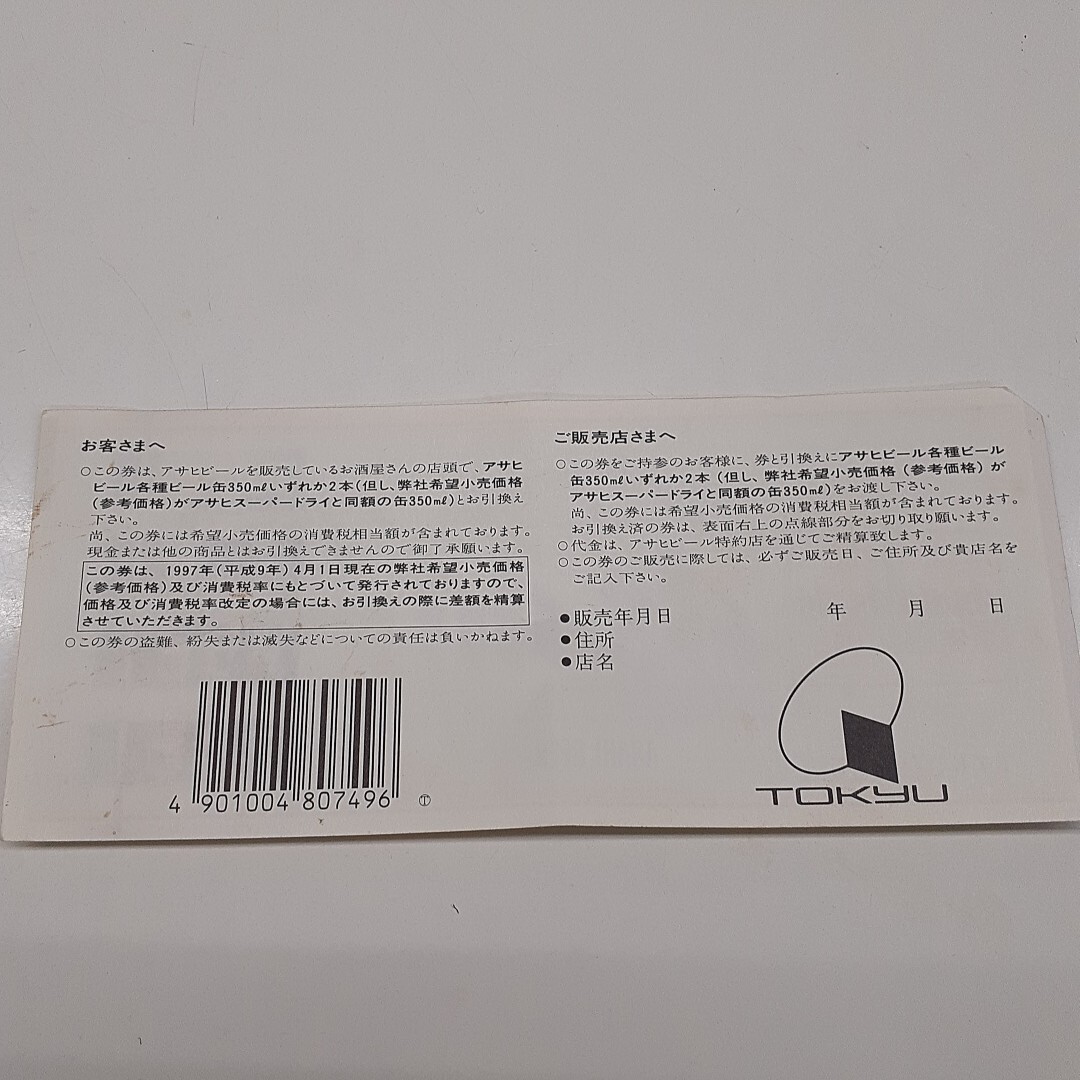 お客さまへ
○この券は、アサヒビールを販売しているお酒屋さんの店頭で、アサヒ
ビール各種ビール缶350mℓいずれか2本(但し、弊社希望小売価格
(参考価格)がアサヒスーパードライと同額の缶350mℓ)とお引換え
下さい。
尚、この券には希望小売価格の消費税相当額が含まれております。
現金または他の商品とはお引換えできませんので御了承願います。
この券は、1997年(平成9年)4月1日現在の弊社希望小売価格
(参考価格)及び消費税率にもとづいて発行されておりますので、
価格及び消費税率改定の場合には、お引換えの際に差額を精算
させていただきます。
○この券の盗難、紛失または滅失などについての責任は負いかねます。
4 901004 807496 Ⓣ
ご販売店さまへ
○この券をご持参のお客様に、券と引換えにアサヒビール各種ビール
缶350mℓいずれか2本(但し、弊社希望小売価格(参考価格)が
アサヒスーパードライと同額の缶350mℓ)をお渡し下さい。
尚、この券には希望小売価格の消費税相当額が含まれております。
お引換え済の券は、表面右上の点線部分をお切り取り願います。
○代金は、アサヒビール特約店を通じてご精算致します。
○この券のご販売に際しては、必ずご販売日、ご住所及び貴店名を
ご記入下さい。
●販売年月日 年 月 日
●住所
●店名
TOKYU